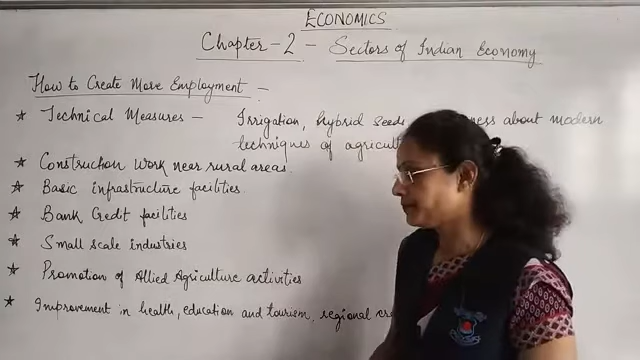 ECONOMICS
Chapter-2 - Sectors of Indian Economy
How to Create More Employment -
* Technical Measures - Irrigation, hybrid seeds about modern
techniques of
* Construction Work near rural areas.
* Basic infrastructure facilities
* Bank Credit facilities
* Small scale industries
* Promotion of Allied Agriculture activities
* Improvement in health, education and tourism, regional